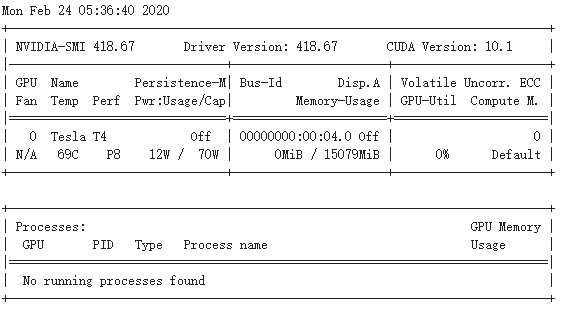 Mon Feb 24 05:36:40 2020
NVIDIA-SMI 418.67 Driver Version: 418.67 CUDA Version: 10.1
GPU Name Persistence-M| Bus-Id Disp.A | Volatile Uncorr. ECC
Fan Temp Perf Pwr:Usage/Cap| Memory-Usage | GPU-Util Compute M.
0 Tesla T4 Off | 00000000:00:04.0 Off | 0
N/A 69C P8 12W / 70W | 0MiB / 15079MiB | 0% Default
Processes: GPU Memory
GPU PID Type Process name Usage
No running processes found